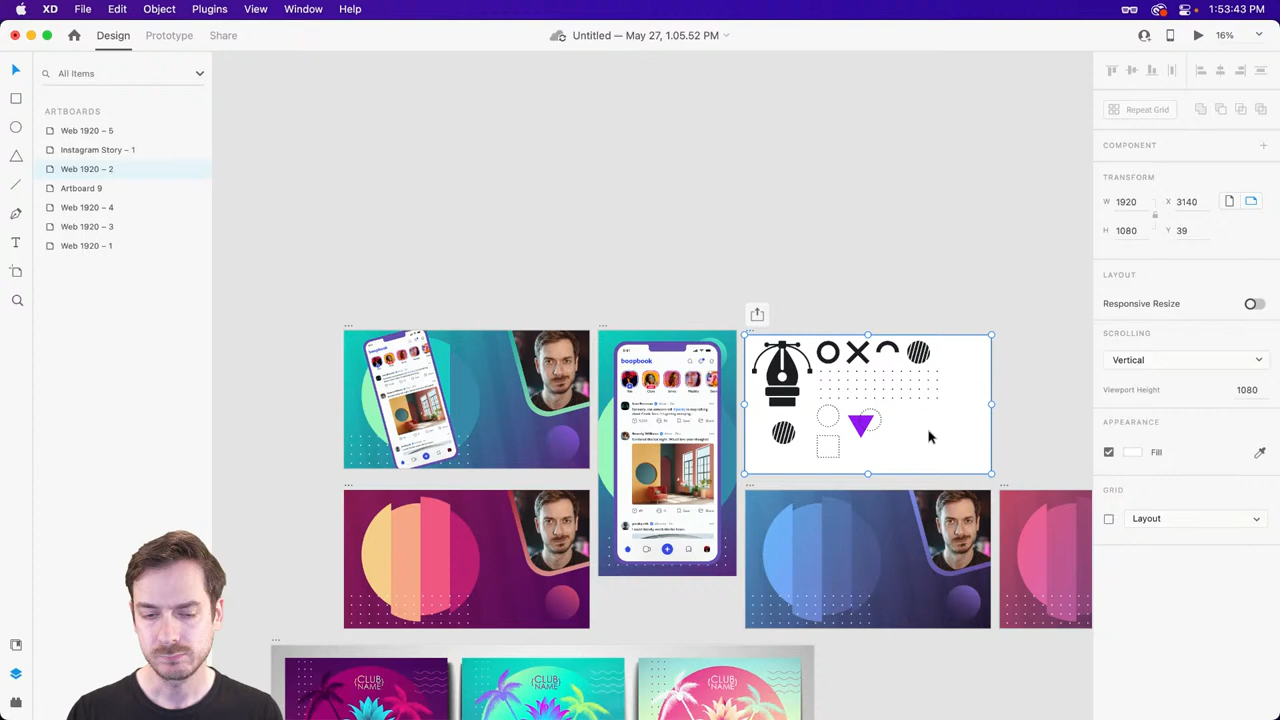 XD File Edit Object Plugins View Window Help
1:53:43 PM
Design Prototype Share
Untitled — May 27, 1.05.52 PM
16%
All Items
ARTBOARDS
Web 1920 – 5
Instagram Story – 1
Web 1920 – 2
Artboard 9
Web 1920 – 4
Web 1920 – 3
Web 1920 – 1
Repeat Grid
COMPONENT
TRANSFORM
W 1920 X 3140
H 1080 Y 39
LAYOUT
Responsive Resize
SCROLLING
Vertical
Viewport Height 1080
APPEARANCE
Fill
GRID
Layout
boopbook
{CLUB
NAME}
{CLUB
NAME}
{CLUB
NAME}